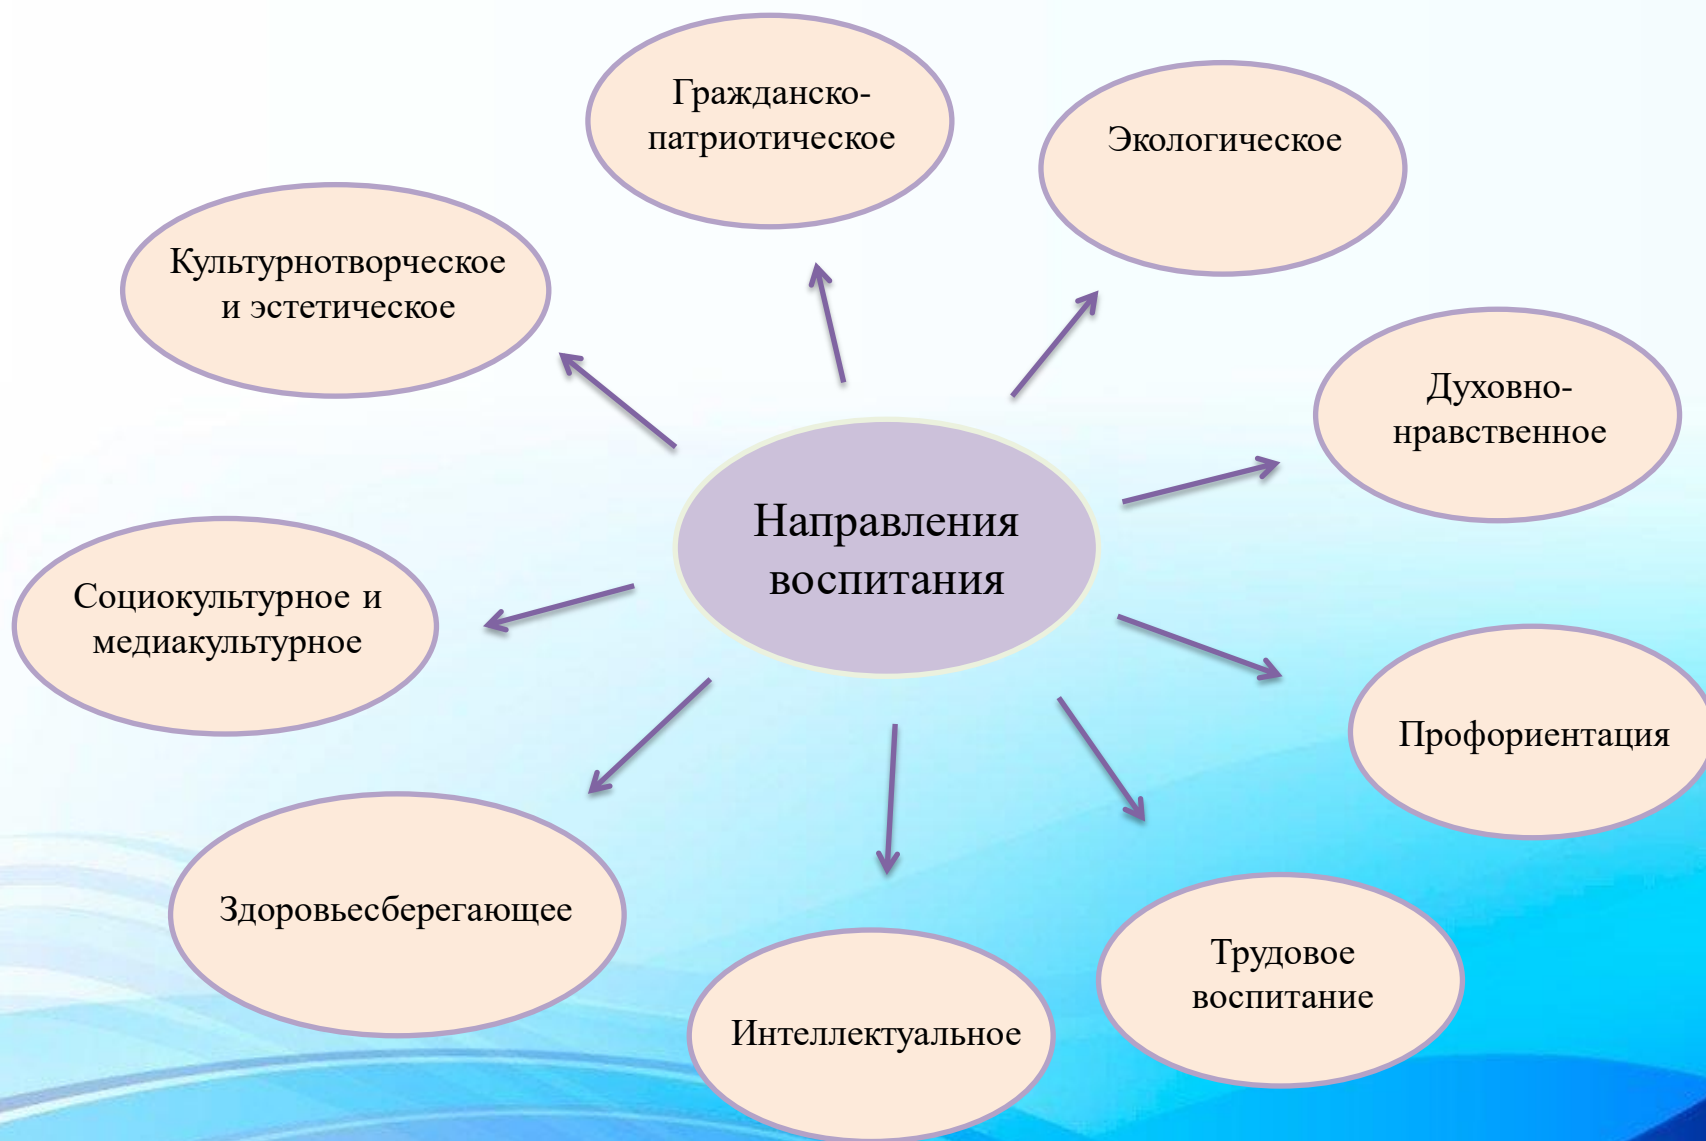 Гражданско-
патриотическое
Экологическое
Культурнотворческое
и эстетическое
Духовно-
нравственное
Направления
воспитания
Социокультурное и
медиакультурное
Профориентация
Здоровьесберегающее
Трудовое
воспитание
Интеллектуальное